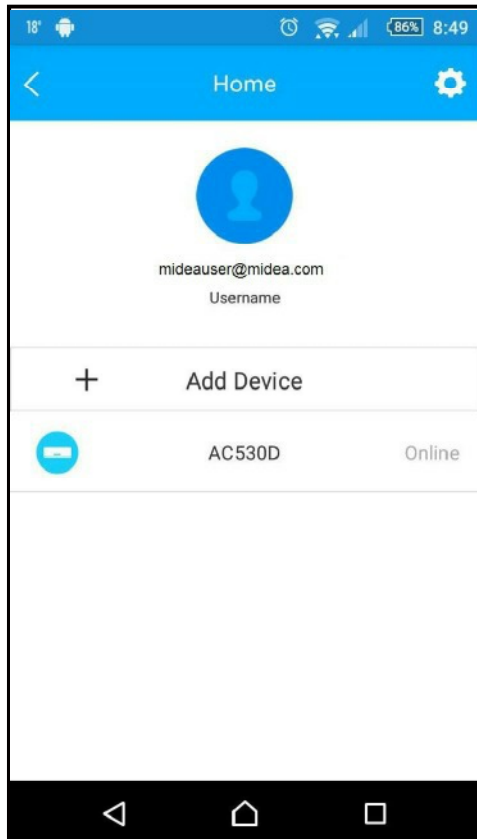 18° 86% 8:49
Home
mideauser@midea.com
Username
+ Add Device
AC530D Online